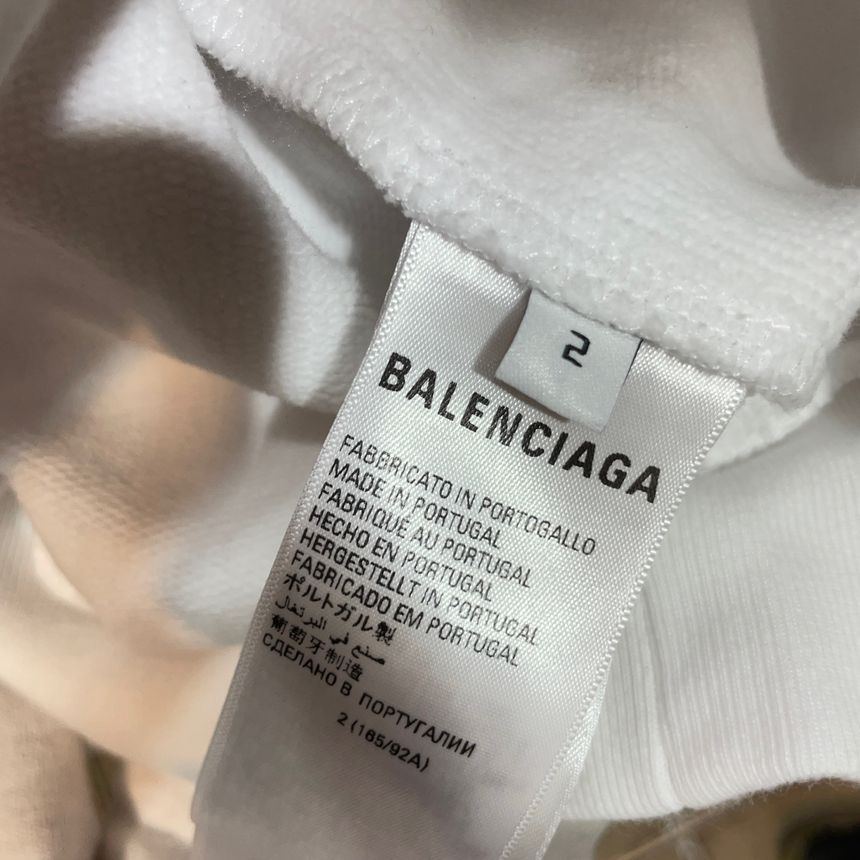 2
BALENCIAGA
FABBRICATO IN PORTOGALLO
MADE IN PORTUGAL
FABRIQUÉ AU PORTUGAL
HECHO EN PORTUGAL
HERGESTELLT IN PORTUGAL
FABRICADO EM PORTUGAL
ポルトガル製
صنع في البرتغال
葡萄牙制造
СДЕЛАНО В ПОРТУГАЛИИ
2 (185/92A)